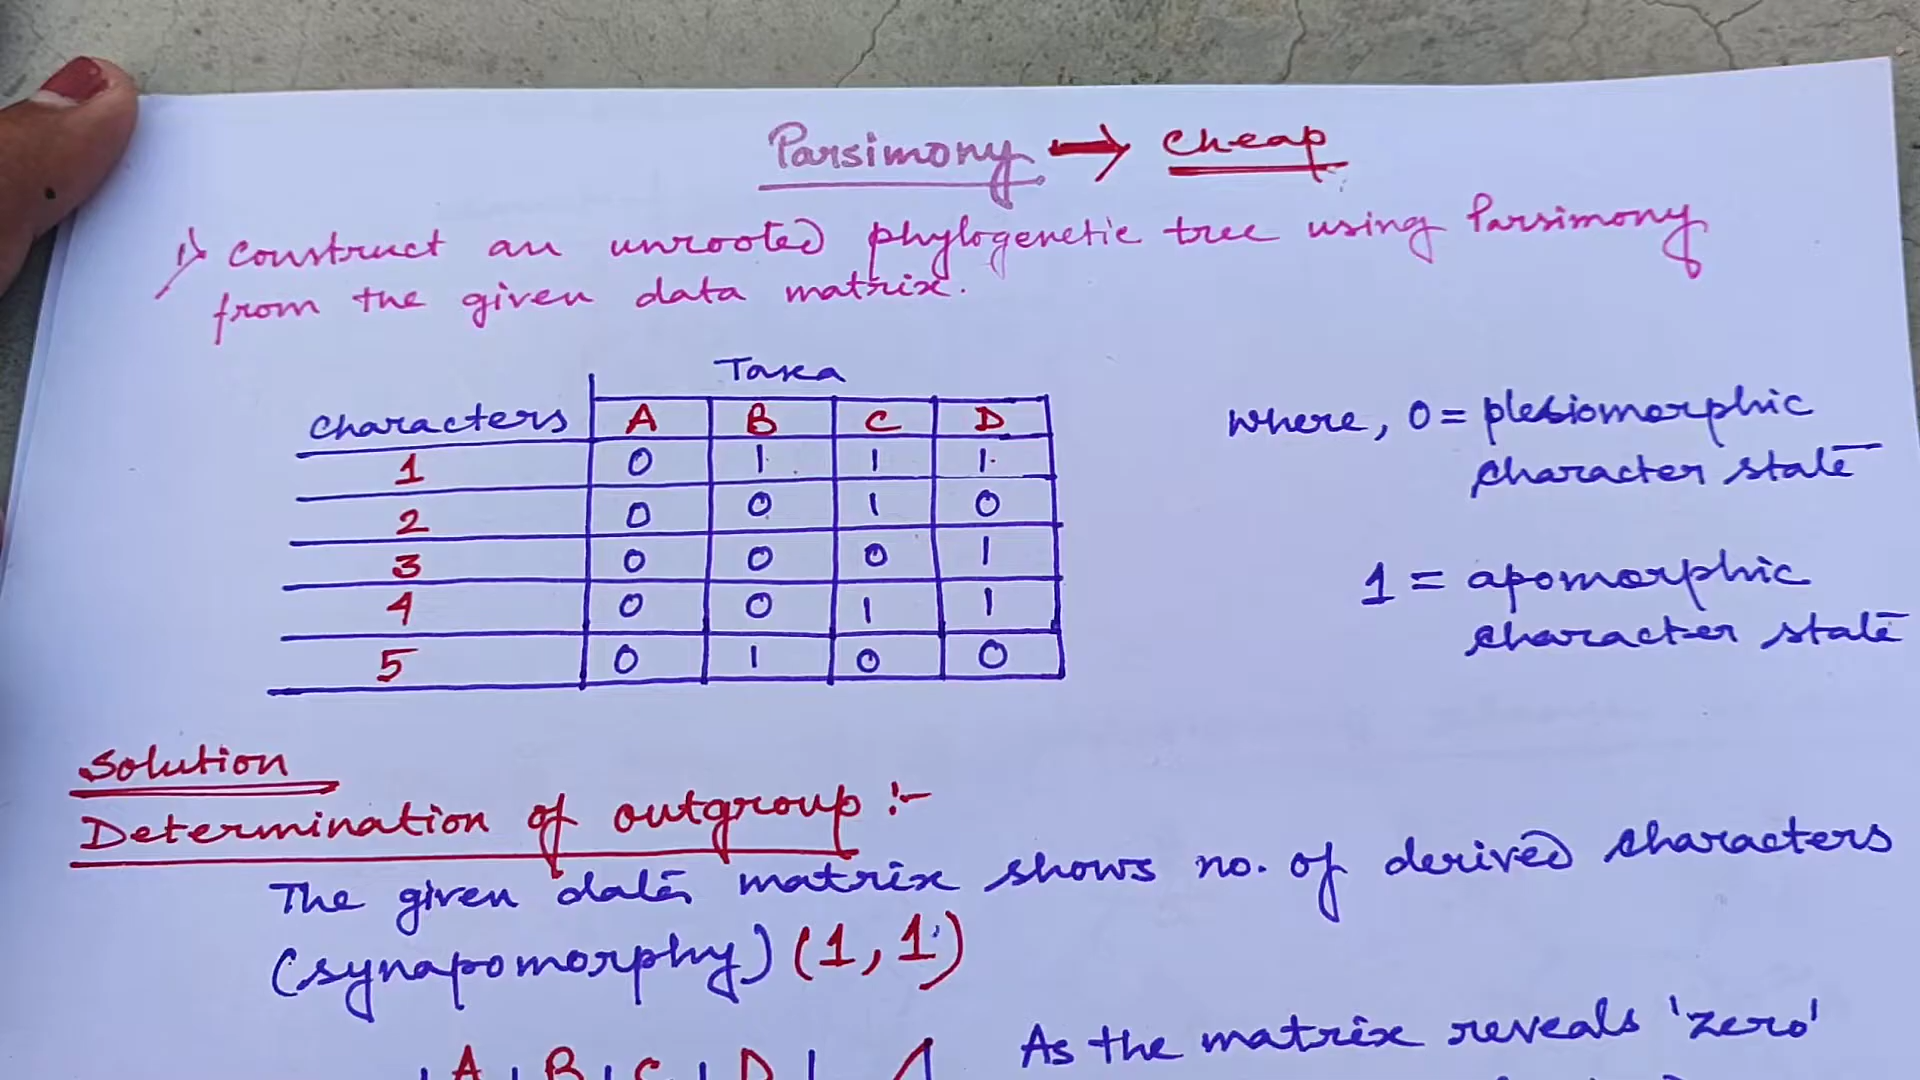 Parsimony → cheap
1) construct an unrooted phylogenetic tree using Parsimony
from the given data matrix.
Taxa
characters A B C D
1 0 1 1 1
2 0 0 1 0
3 0 0 0 1
4 0 0 1 1
5 0 1 0 0
where, 0 = plesiomorphic
character state
1 = apomorphic
character state
Solution
Determination of outgroup :-
The given data matrix shows no. of derived characters
(synapomorphy) (1, 1)
A B C D
As the matrix reveals 'zero'